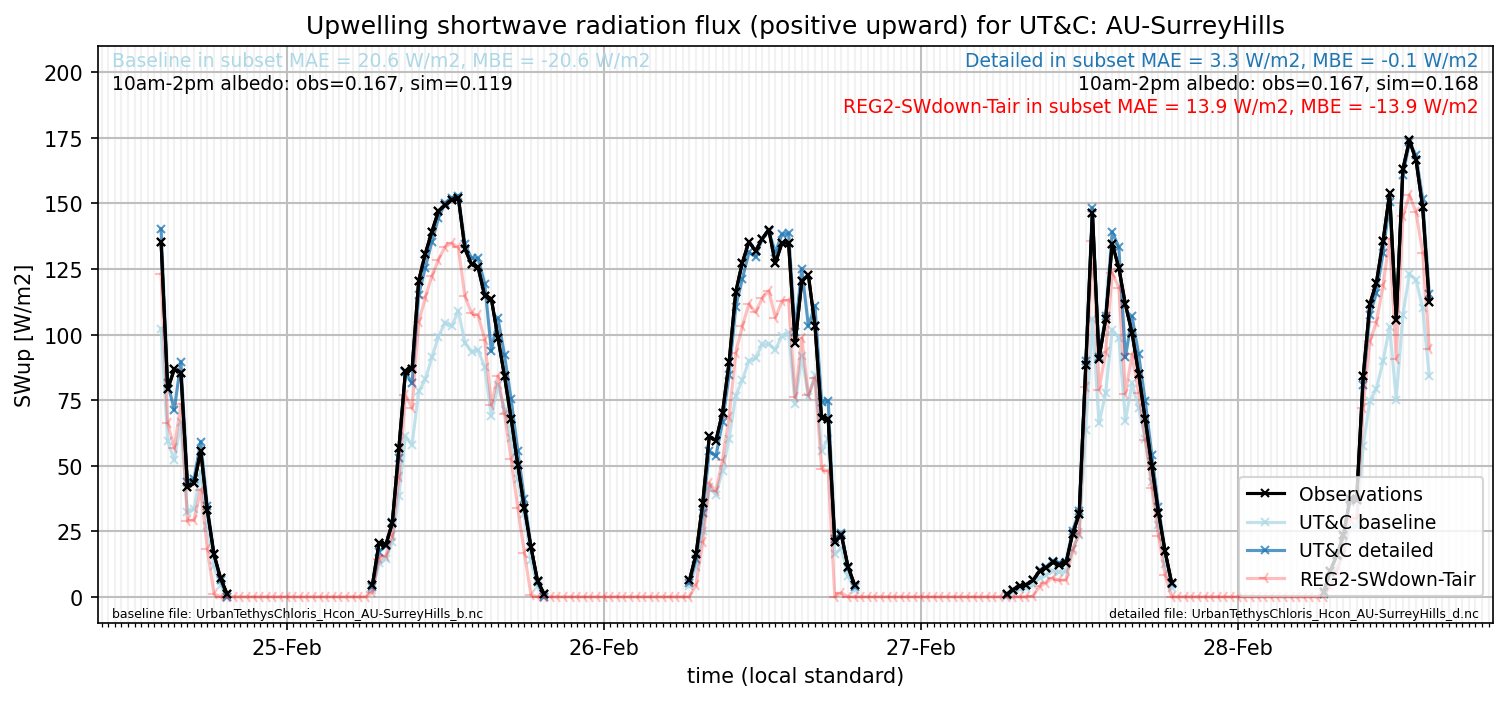 Upwelling shortwave radiation flux (positive upward) for UT&C: AU-SurreyHills
Baseline in subset MAE = 20.6 W/m2, MBE = -20.6 W/m2
10am-2pm albedo: obs=0.167, sim=0.119
Detailed in subset MAE = 3.3 W/m2, MBE = -0.1 W/m2
10am-2pm albedo: obs=0.167, sim=0.168
REG2-SWdown-Tair in subset MAE = 13.9 W/m2, MBE = -13.9 W/m2
SWup [W/m2]
200
175
150
125
100
75
50
25
0
Observations
UT&C baseline
UT&C detailed
REG2-SWdown-Tair
baseline file: UrbanTethysChloris_Hcon_AU-SurreyHills_b.nc
detailed file: UrbanTethysChloris_Hcon_AU-SurreyHills_d.nc
25-Feb
26-Feb
27-Feb
28-Feb
time (local standard)